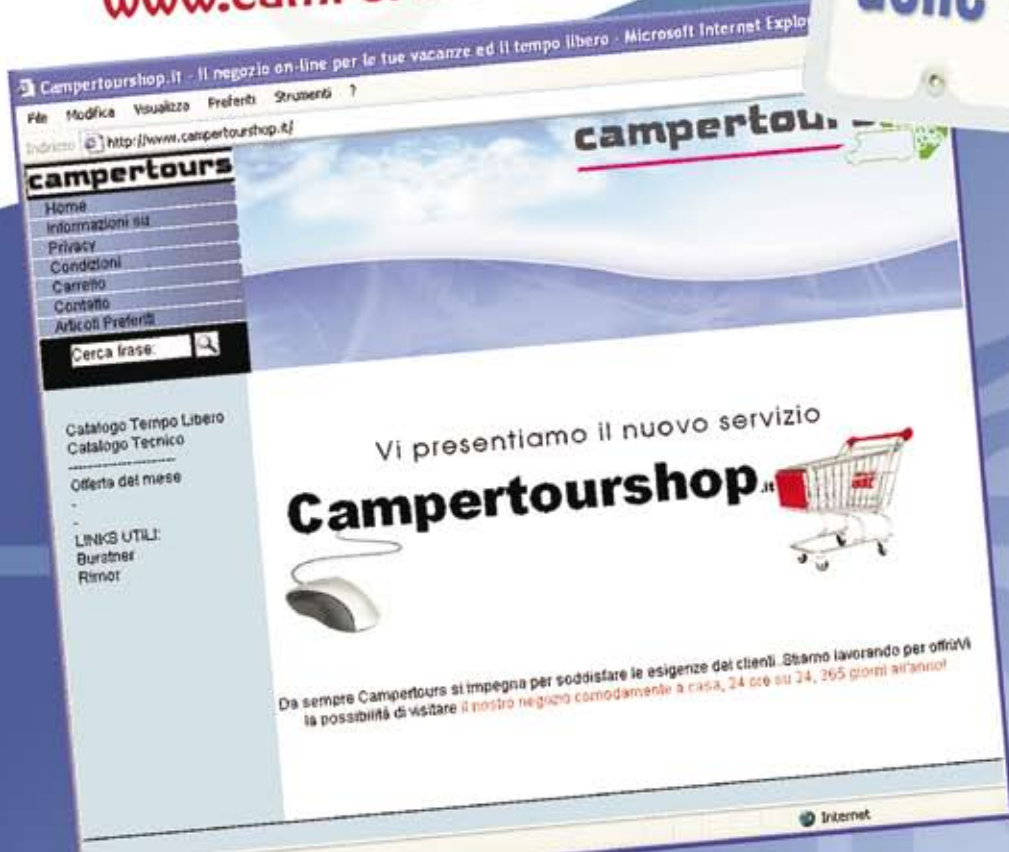 Campertourshop.it - Il negozio on-line per le tue vacanze ed il tempo libero - Microsoft Internet
File Modifica Visualizza Preferiti Strumenti ?
Indirizzo http://www.campertourshop.it/
campertours
Home
Informazioni su
Privacy
Condizioni
Carrello
Contatto
Articoli Preferiti
Cerca frase:
Catalogo Tempo Libero
Catalogo Tecnico
--------------------
Offerta del mese
-
-
LINKS UTILI:
Burstner
Rimor
Vi presentiamo il nuovo servizio
Campertourshop.it
Da sempre Campertours si impegna per soddisfare le esigenze dei clienti. Stiamo lavorando per offrirVi
la possibilità di visitare il nostro negozio comodamente a casa, 24 ore su 24, 365 giorni all'anno!
Internet